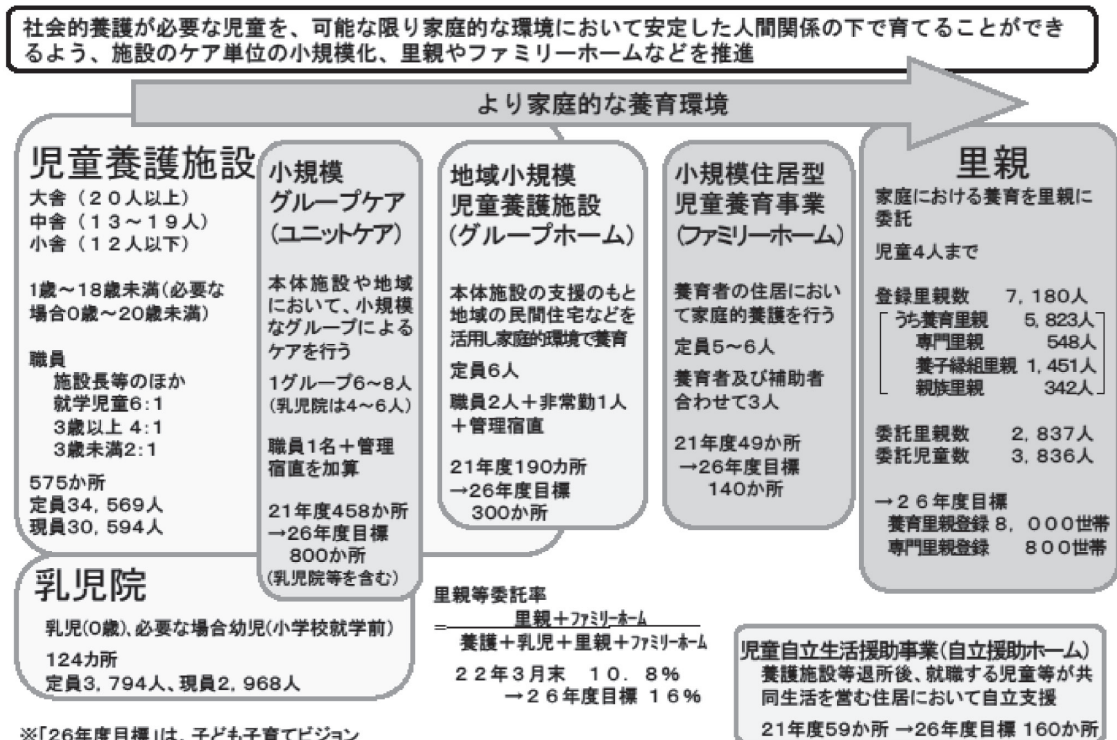 社会的養護が必要な児童を、可能な限り家庭的な環境において安定した人間関係の下で育てることができ
るよう、施設のケア単位の小規模化、里親やファミリーホームなどを推進
より家庭的な養育環境
児童養護施設
大舎（２０人以上）
中舎（１３～１９人）
小舎（１２人以下）
1歳～18歳未満(必要な
場合0歳～20歳未満)
職員
施設長等のほか
就学児童6:1
3歳以上 4:1
3歳未満2:1
575か所
定員34,569人
現員30,594人
小規模
グループケア
(ユニットケア)
本体施設や地域
において、小規模
なグループによる
ケアを行う
1グループ6～8人
(乳児院は4～6人)
職員1名＋管理
宿直を加算
21年度458か所
→26年度目標
800か所
(乳児院等を含む)
地域小規模
児童養護施設
(グループホーム)
本体施設の支援のもと
地域の民間住宅などを
活用し家庭的環境で養育
定員6人
職員2人＋非常勤1人
＋管理宿直
21年度190カ所
→26年度目標
300か所
小規模住居型
児童養育事業
(ファミリーホーム)
養育者の住居におい
て家庭的養護を行う
定員5～6人
養育者及び補助者
合わせて3人
21年度49か所
→26年度目標
140か所
里親
家庭における養育を里親に
委託
児童4人まで
登録里親数 7,180人
うち養育里親 5,823人
専門里親 548人
養子縁組里親 1,451人
親族里親 342人
委託里親数 2,837人
委託児童数 3,836人
→２６年度目標
養育里親登録 8,000世帯
専門里親登録 800世帯
乳児院
乳児(0歳)、必要な場合幼児(小学校就学前)
124カ所
定員3,794人、現員2,968人
里親等委託率
＝ 里親＋ファミリーホーム
養護＋乳児＋里親＋ファミリーホーム
２２年３月末 １０．８％
→２６年度目標 １６％
児童自立生活援助事業(自立援助ホーム)
養護施設等退所後、就職する児童等が共
同生活を営む住居において自立支援
21年度59か所 →26年度目標 160か所
※｢26年度目標｣は、子ども子育てビジョン